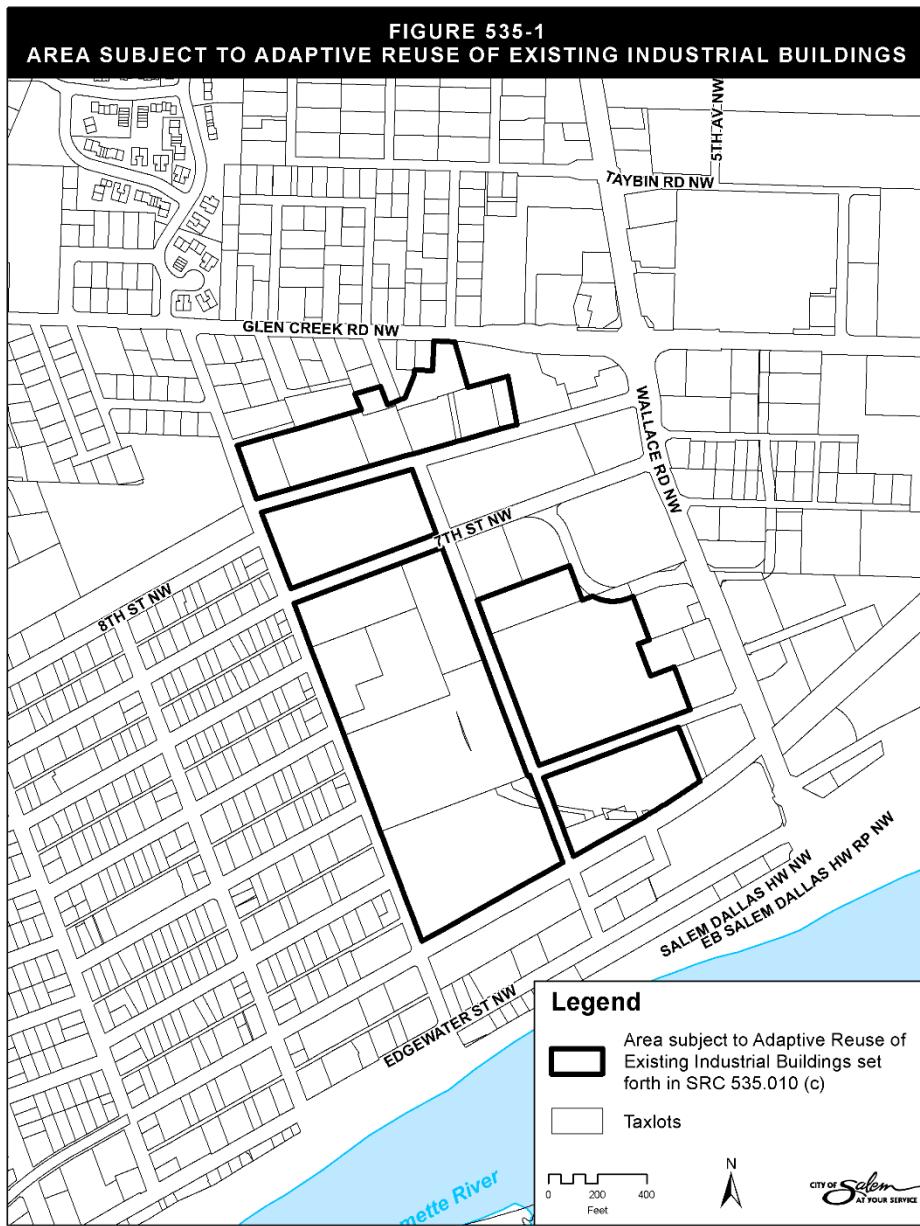 FIGURE 535-1
AREA SUBJECT TO ADAPTIVE REUSE OF EXISTING INDUSTRIAL BUILDINGS
5TH AV NW
TAYBIN RD NW
GLEN CREEK RD NW
WALLACE RD NW
7TH ST NW
8TH ST NW
SALEM DALLAS HW NW
EB SALEM DALLAS HW RP NW
EDGEWATER ST NW
mette River
Legend
Area subject to Adaptive Reuse of
Existing Industrial Buildings set
forth in SRC 535.010 (c)
Taxlots
0 200 400
Feet
N
CITY OF Salem
AT YOUR SERVICE